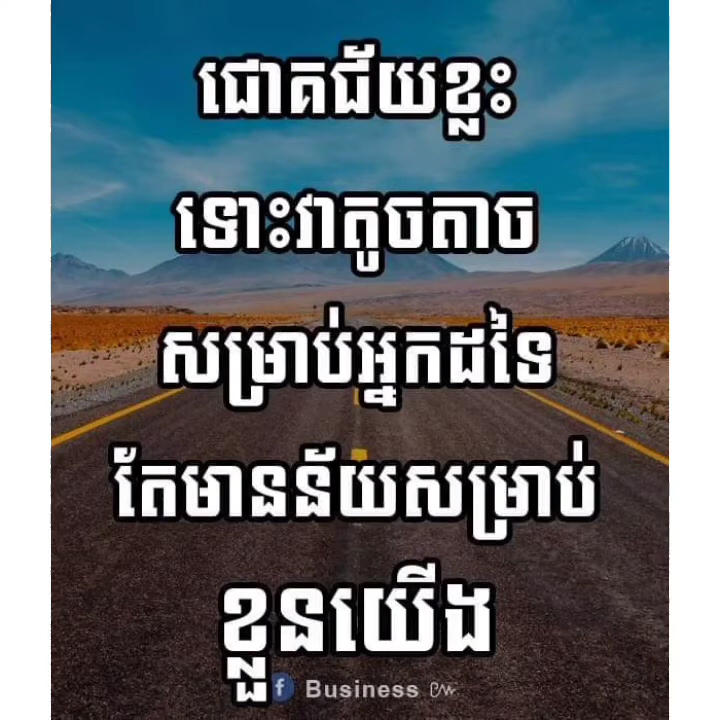 ជោគជ័យខ្លះ
ទោះវាតូចតាច
សម្រាប់អ្នកដទៃ
តែមានន័យសម្រាប់
ខ្លួនយើង
f Business